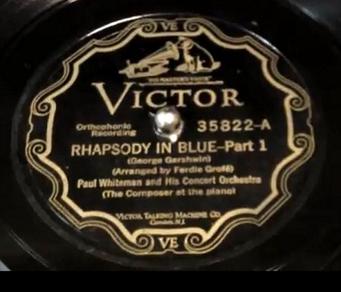 VE
"HIS MASTER'S VOICE"
VICTOR
Orthophonic
Recording
35822-A
RHAPSODY IN BLUE-Part 1
(George Gershwin)
(Arranged by Ferdie Grofé)
Paul Whiteman and His Concert Orchestra
(The Composer at the piano)
VICTOR TALKING MACHINE CO.
Camden, N.J.
VE